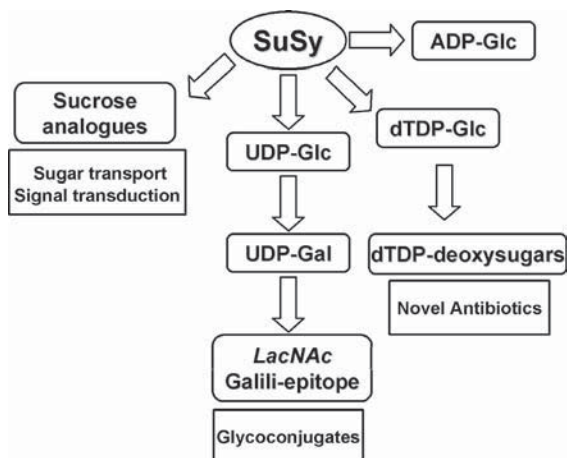 SuSy
ADP-Glc
Sucrose
analogues
Sugar transport
Signal transduction
UDP-Glc
dTDP-Glc
UDP-Gal
dTDP-deoxysugars
Novel Antibiotics
LacNAc
Galili-epitope
Glycoconjugates